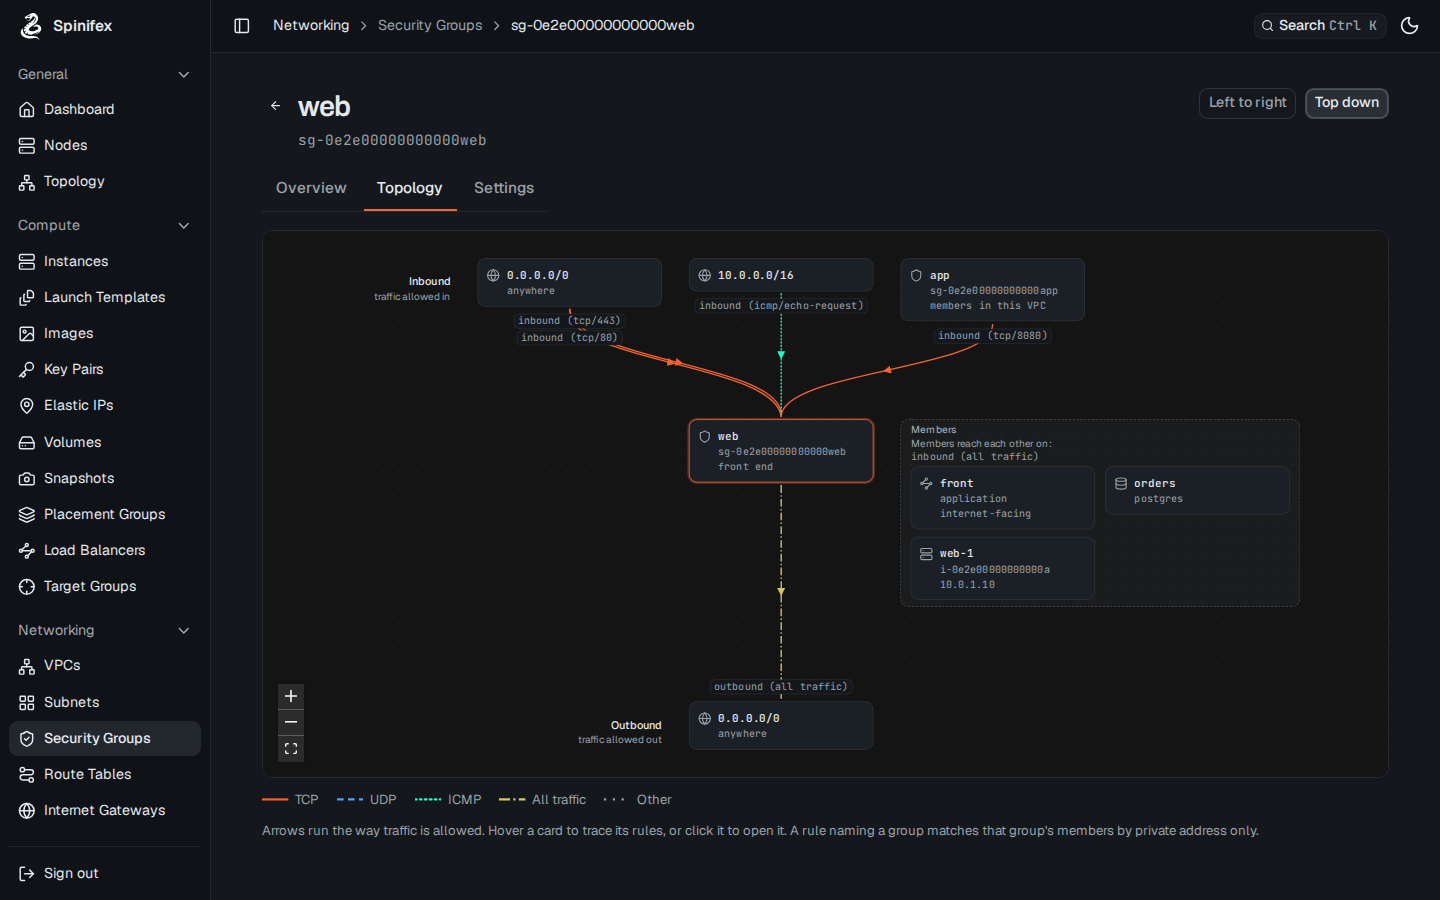 Spinifex
Networking > Security Groups > sg-0e2e00000000000web
Search Ctrl K
General
Dashboard
Nodes
Topology
Compute
Instances
Launch Templates
Images
Key Pairs
Elastic IPs
Volumes
Snapshots
Placement Groups
Load Balancers
Target Groups
Networking
VPCs
Subnets
Security Groups
Route Tables
Internet Gateways
Sign out
web
sg-0e2e00000000000web
Left to right
Top down
Overview
Topology
Settings
Inbound
traffic allowed in
0.0.0.0/0
anywhere
10.0.0.0/16
app
sg-0e2e00000000000app
members in this VPC
inbound (tcp/443)
inbound (tcp/80)
inbound (icmp/echo-request)
inbound (tcp/8080)
web
sg-0e2e00000000000web
front end
Members
Members reach each other on:
inbound (all traffic)
front
application
internet-facing
orders
postgres
web-1
i-0e2e00000000000a
10.0.1.10
outbound (all traffic)
Outbound
traffic allowed out
0.0.0.0/0
anywhere
TCP
UDP
ICMP
All traffic
Other
Arrows run the way traffic is allowed. Hover a card to trace its rules, or click it to open it. A rule naming a group matches that group's members by private address only.